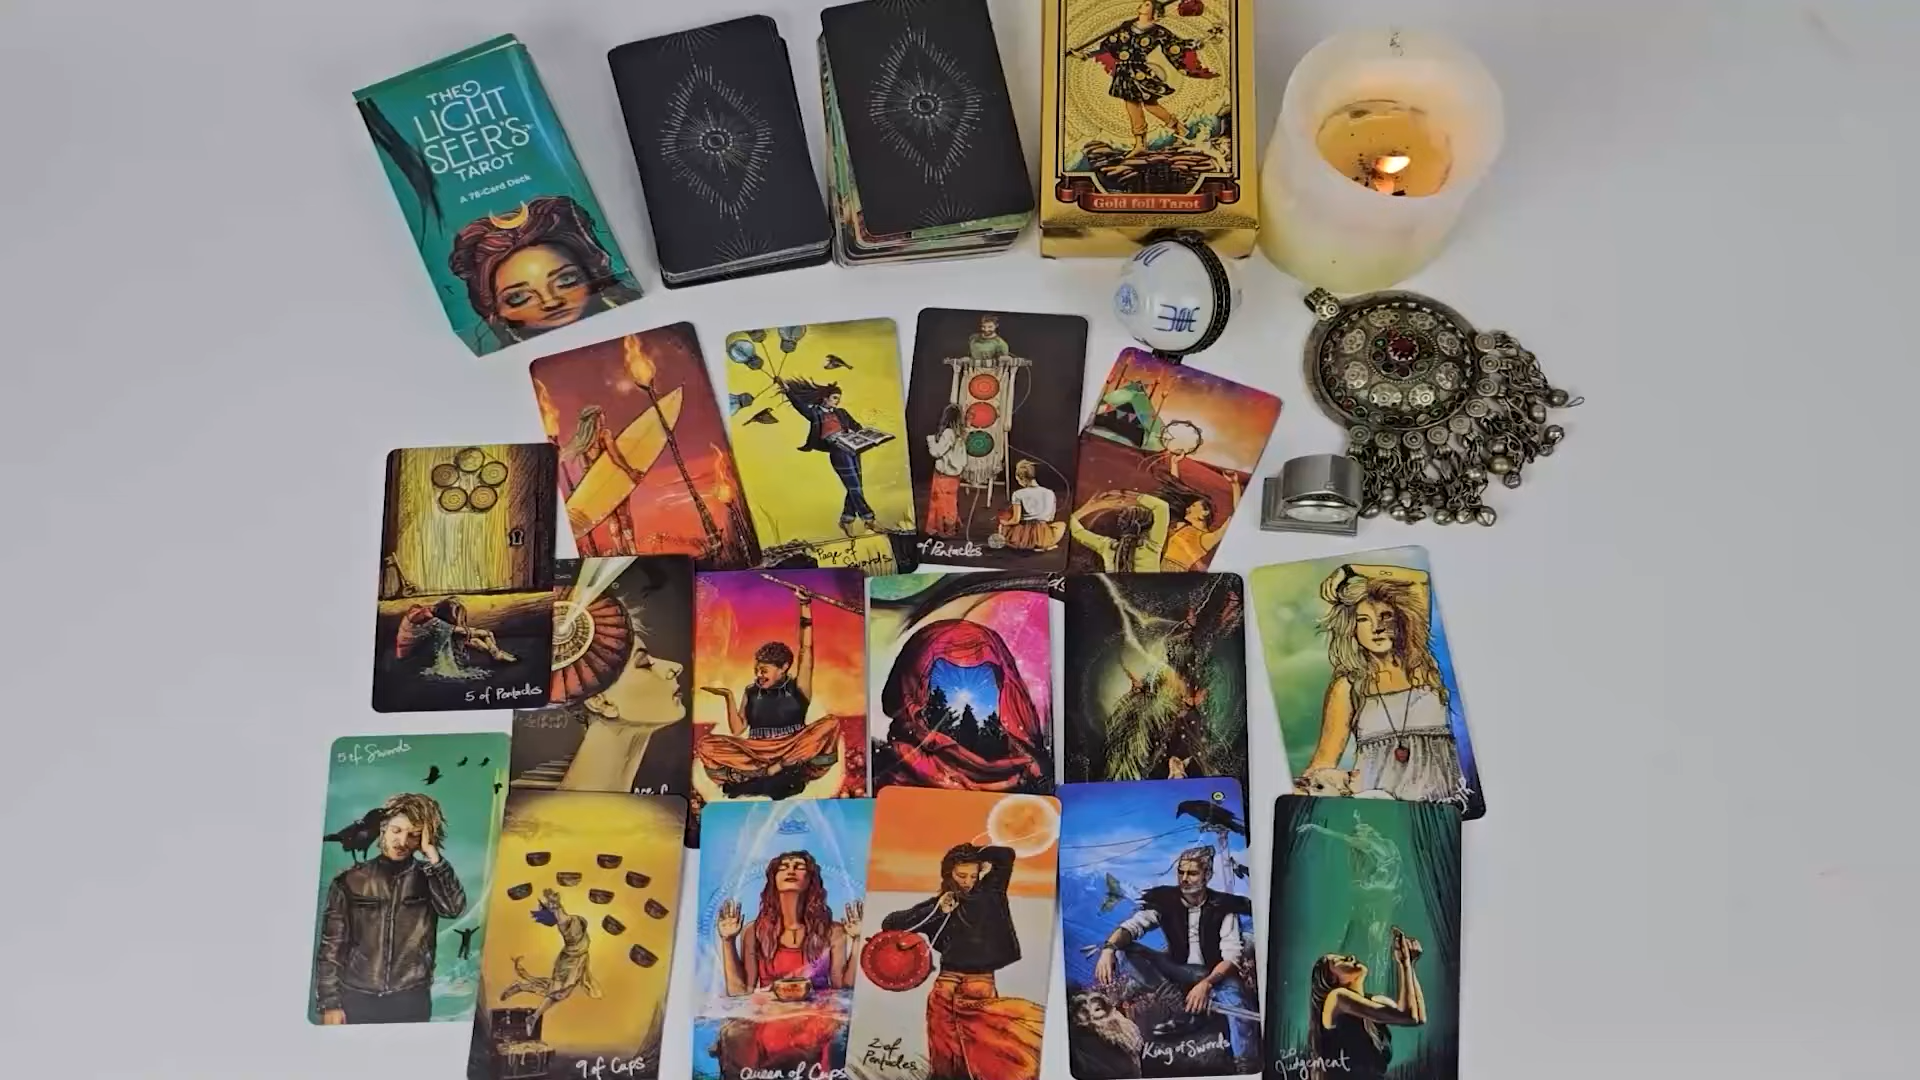 THE
LIGHT
SEER'S
TAROT
A 78-Card Deck
Gold foil Tarot
Page of
Swords
of Pentacles
5 of Pentacles
5 of Swords
9 of Cups
Queen of Cups
2 of
Pentacles
King of Swords
20
Judgement